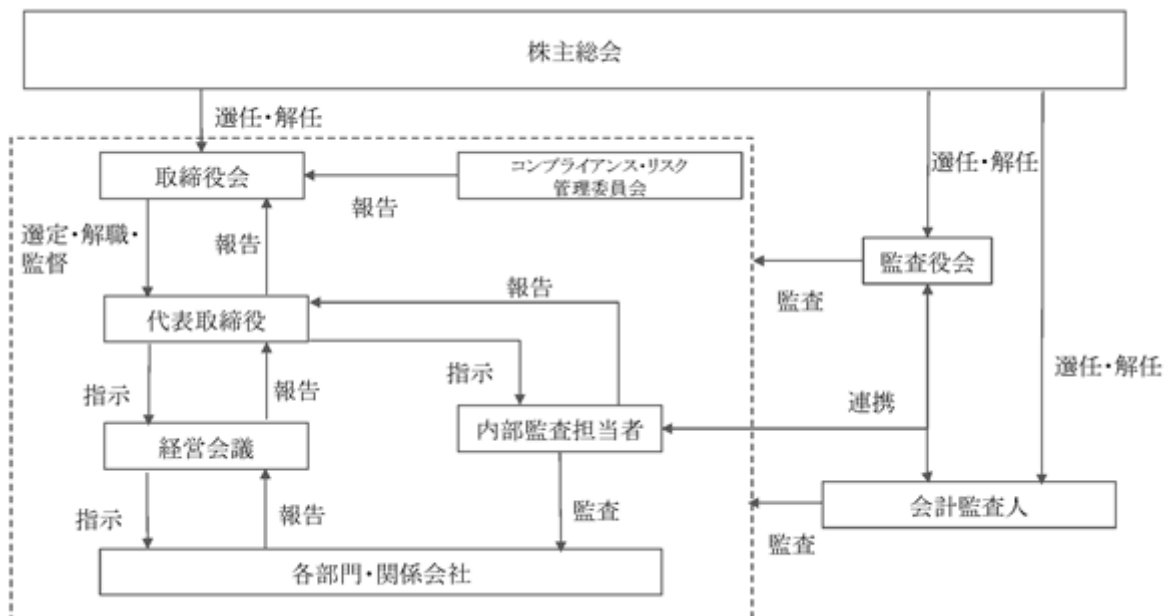 株主総会
選任・解任
取締役会
コンプライアンス・リスク
管理委員会
報告
選任・解任
選定・解職・
監督
報告
監査役会
監査
報告
代表取締役
指示
報告
指示
選任・解任
連携
経営会議
内部監査担当者
指示
報告
監査
会計監査人
監査
各部門・関係会社